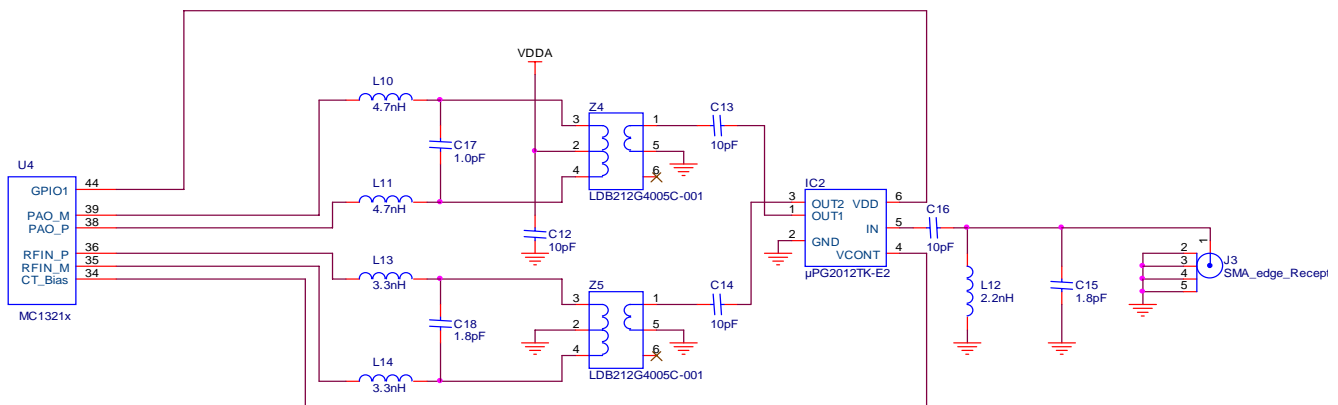 VDDA
L10
4.7nH
C17
1.0pF
L11
4.7nH
Z4
3
2
4
1
5
6
LDB212G4005C-001
C13
10pF
U4
GPIO1
44
PAO_M
39
PAO_P
38
RFIN_P
36
RFIN_M
35
CT_Bias
34
MC1321x
C12
10pF
L13
3.3nH
C18
1.8pF
L14
3.3nH
Z5
3
2
4
1
5
6
LDB212G4005C-001
C14
10pF
IC2
3
OUT2
1
OUT1
2
GND
VDD
6
IN
5
VCONT
4
µPG2012TK-E2
C16
10pF
L12
2.2nH
C15
1.8pF
1
2
3
4
5
J3
SMA_edge_Recept